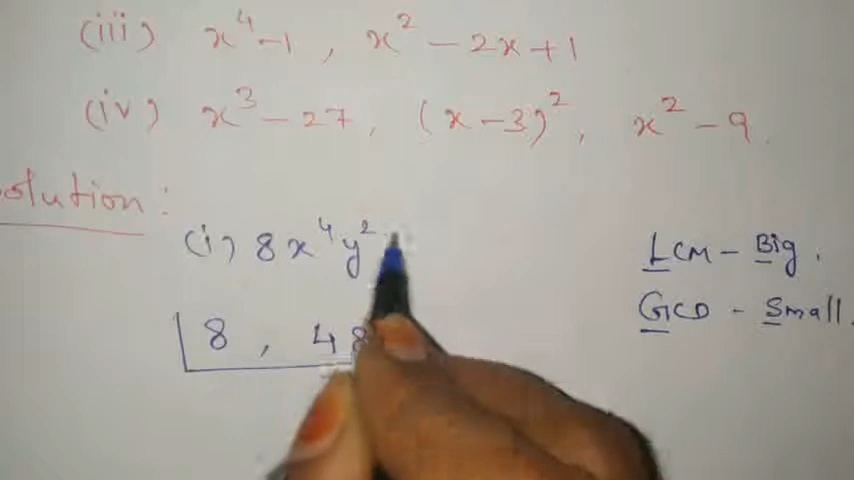 (iii) x⁴-1 , x² - 2x+1
(iv) x³ - 27, (x-3)², x² - 9
olution :
(i) 8x⁴y²
8 , 48
LCM - Big.
GCD - Small.